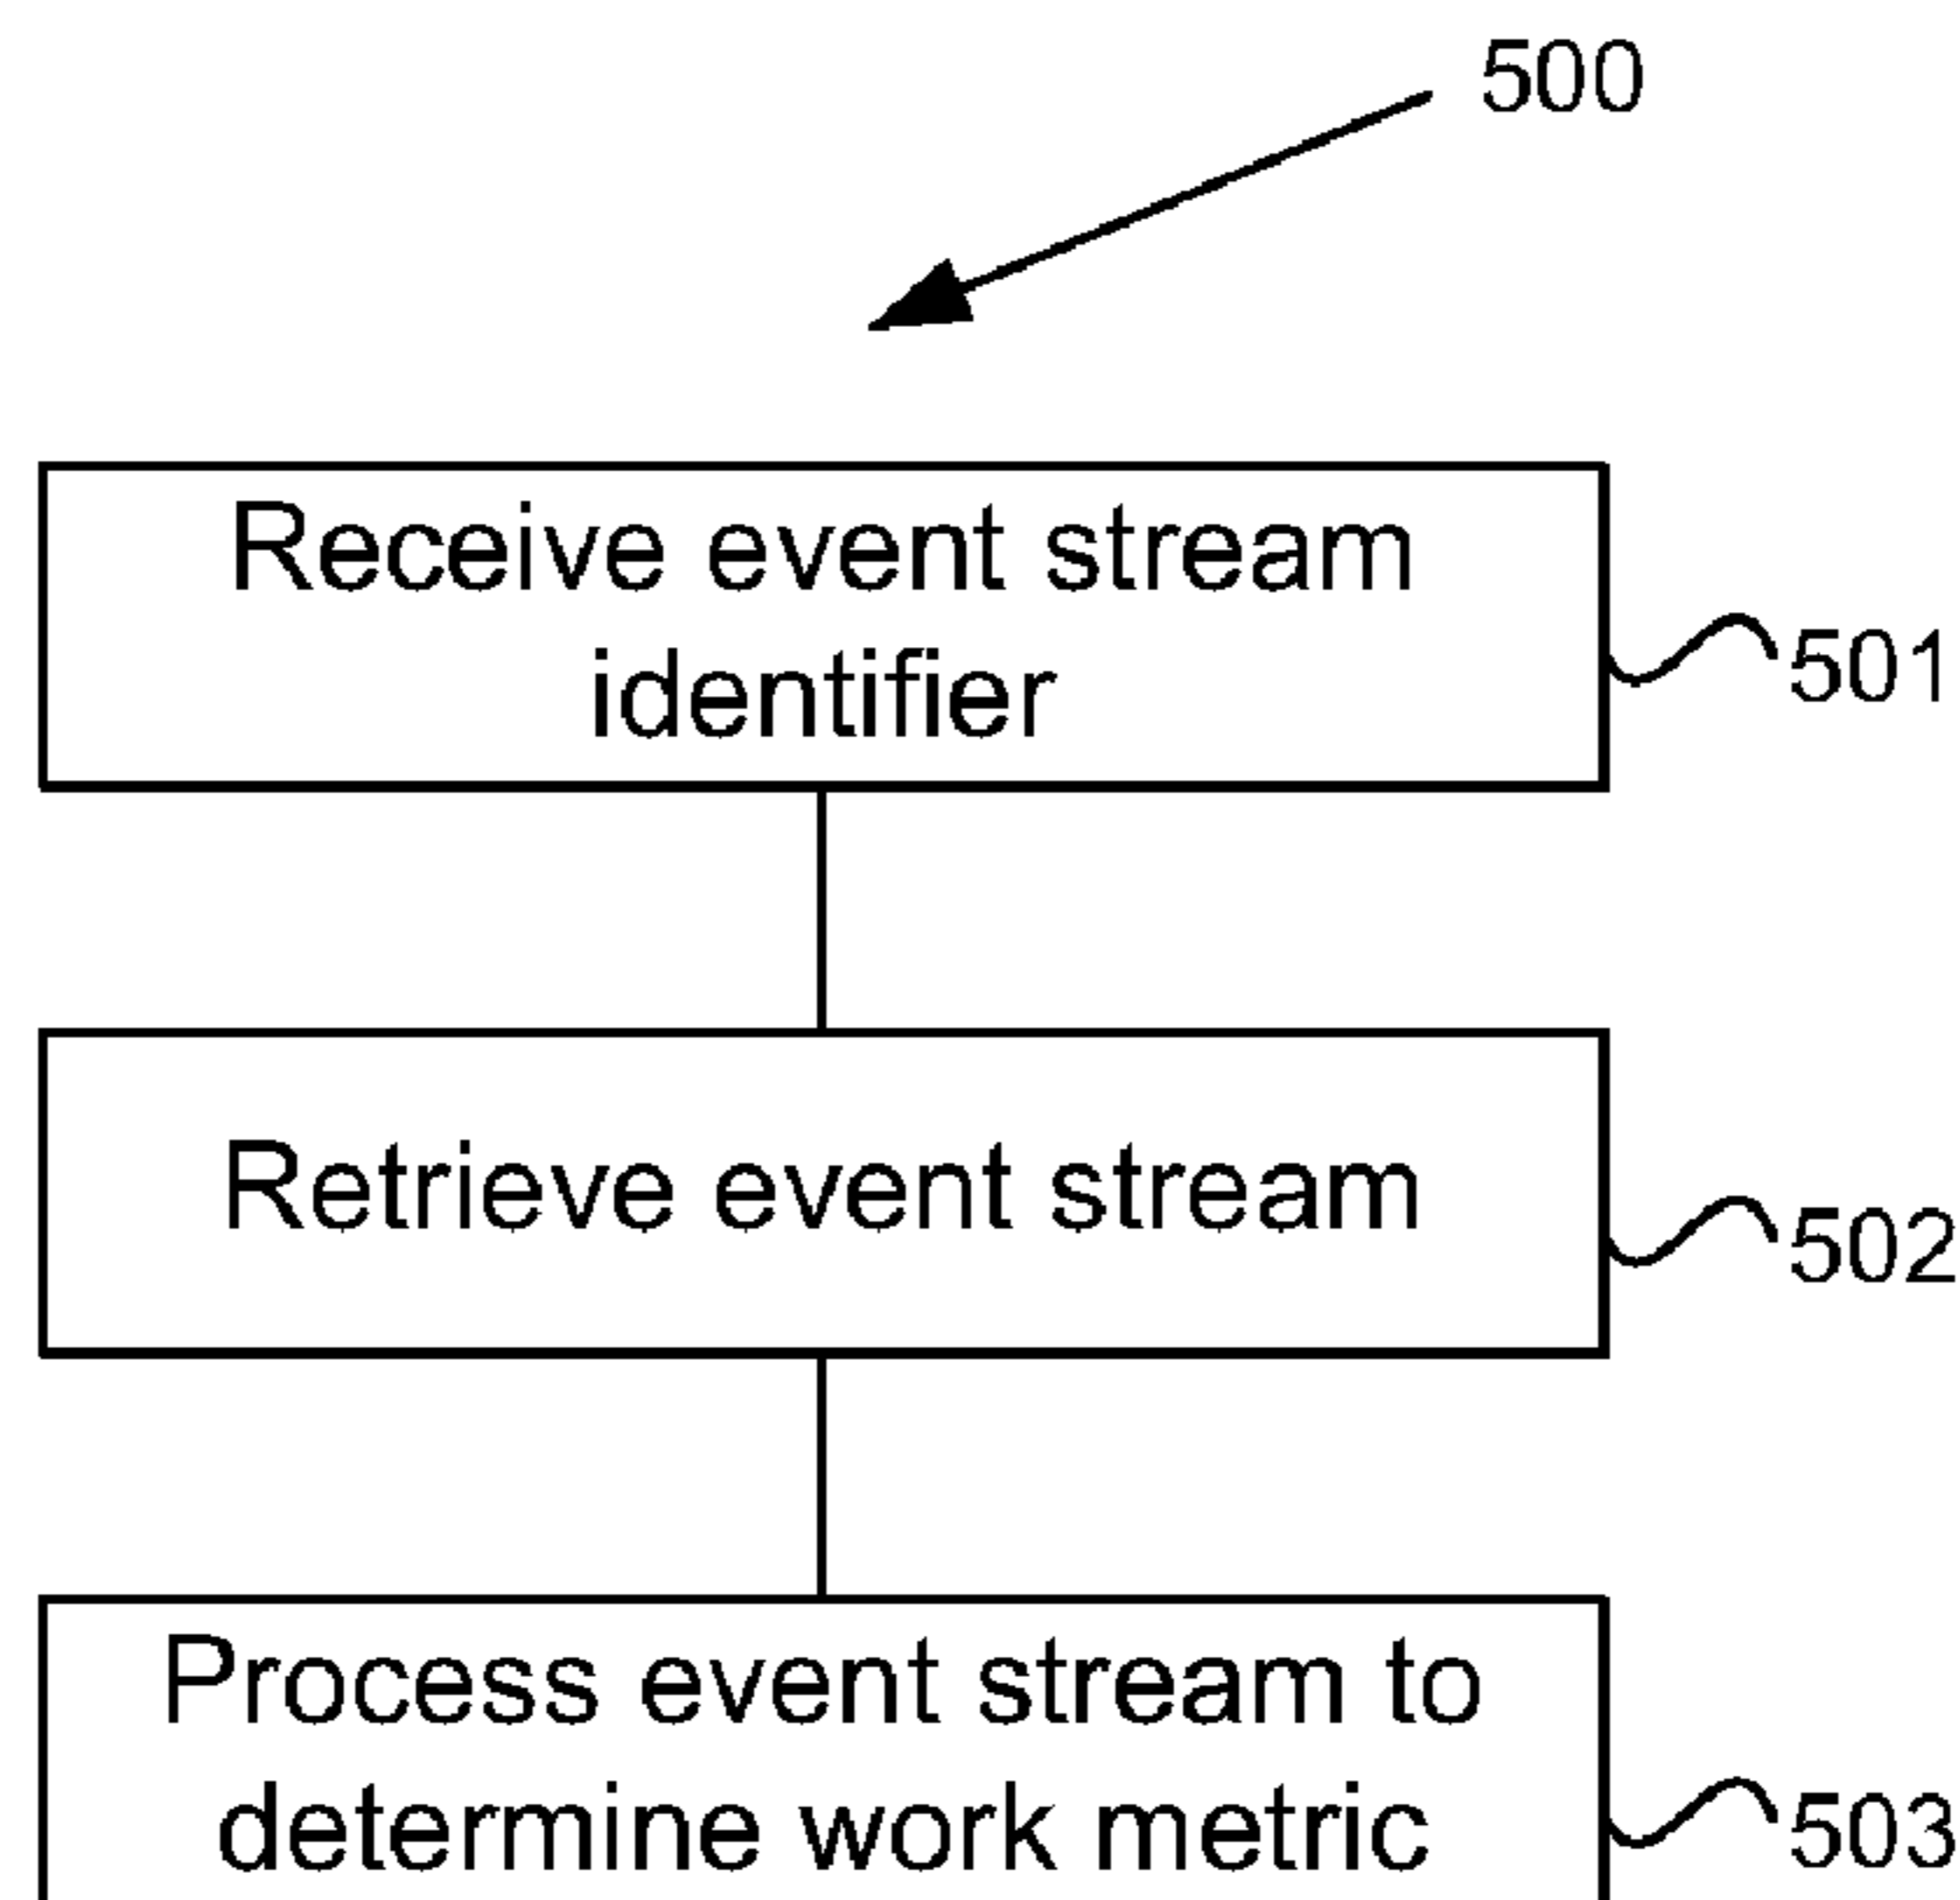 500
Receive event stream
identifier
501
Retrieve event stream
502
Process event stream to
determine work metric
503